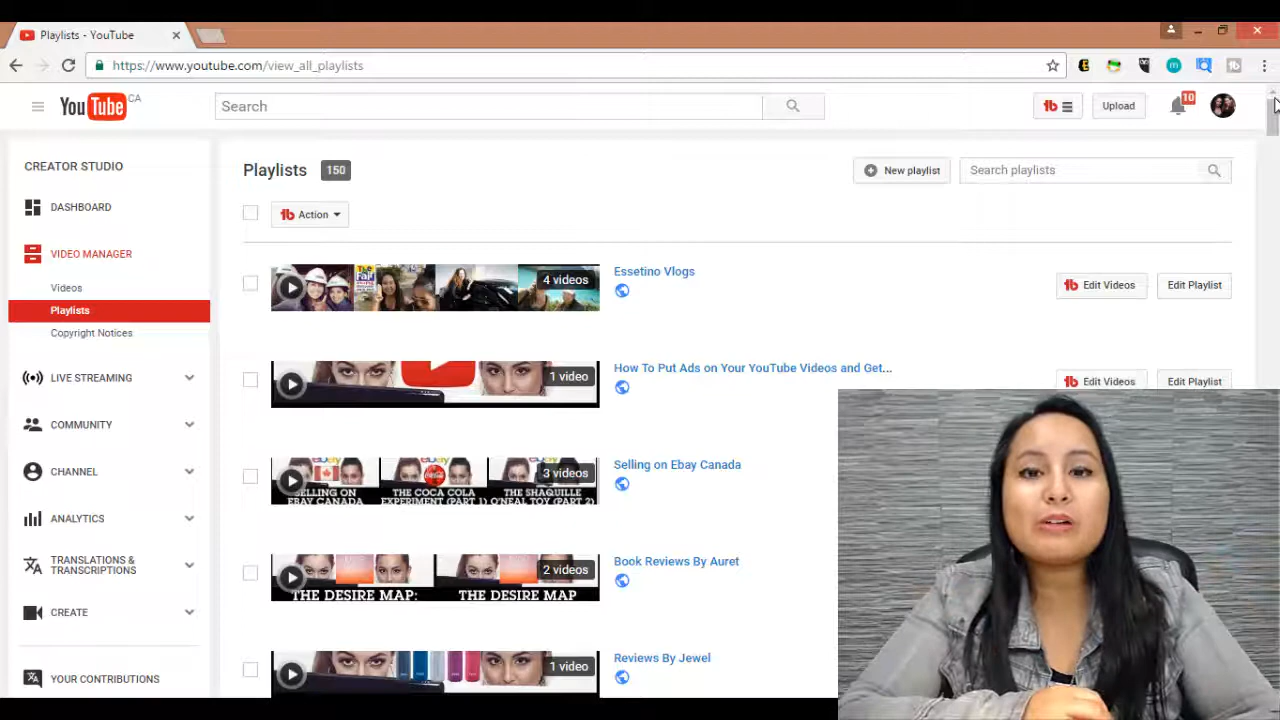 Playlists - YouTube
https://www.youtube.com/view_all_playlists
YouTube CA
Search
Upload
10
CREATOR STUDIO
DASHBOARD
VIDEO MANAGER
Videos
Playlists
Copyright Notices
LIVE STREAMING
COMMUNITY
CHANNEL
ANALYTICS
TRANSLATIONS &
TRANSCRIPTIONS
CREATE
YOUR CONTRIBUTIONS
Playlists 150
New playlist
Search playlists
Action
The Fair
4 videos
Essetino Vlogs
Edit Videos
Edit Playlist
1 video
How To Put Ads on Your YouTube Videos and Get...
Edit Videos
Edit Playlist
3 videos
SELLING ON
EBAY CANADA
THE COCA COLA
EXPERIMENT (PART 1)
THE SHAQUILLE
O'NEAL TOY (PART 2)
Selling on Ebay Canada
2 videos
THE DESIRE MAP:
THE DESIRE MAP
Book Reviews By Auret
1 video
Reviews By Jewel